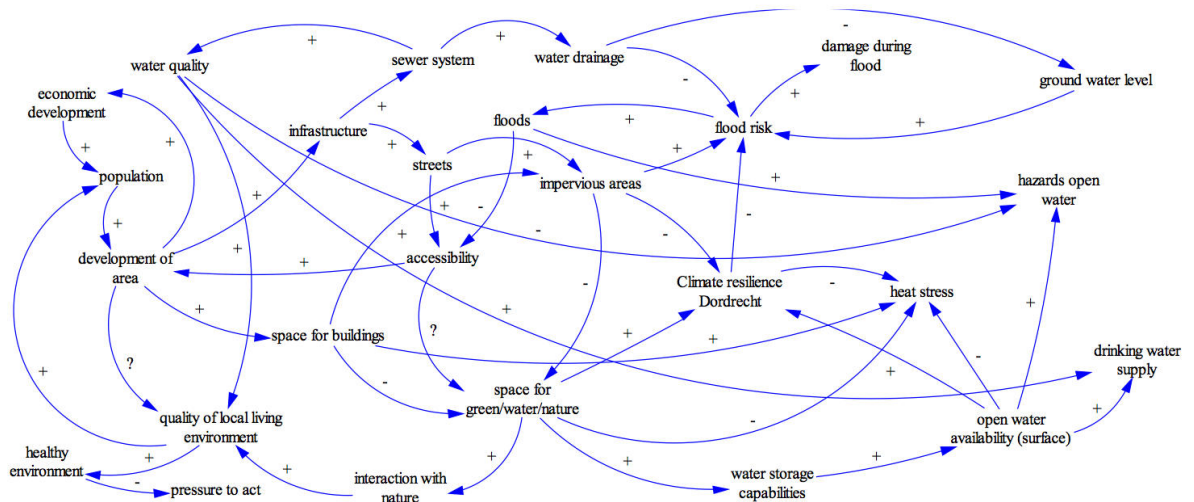 water quality
sewer system
water drainage
damage during
flood
ground water level
economic
development
infrastructure
floods
flood risk
streets
population
impervious areas
hazards open
water
development of
area
accessibility
Climate resilience
Dordrecht
heat stress
space for buildings
drinking water
supply
space for
green/water/nature
quality of local living
environment
open water
availability (surface)
healthy
environment
pressure to act
interaction with
nature
water storage
capabilities
+
+
-
-
+
+
+
+
+
+
+
+
+
+
+
+
-
-
-
+
+
+
+
-
-
+
+
+
?
?
+
+
+
-
+
-
-
+
+
-
+
+
+
+